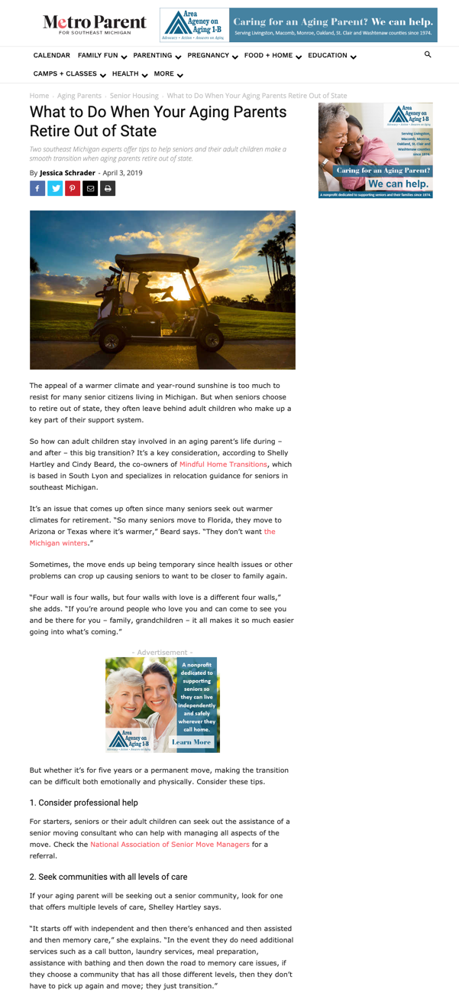 Metro Parent
FOR SOUTHEAST MICHIGAN
Area
Agency on
Aging 1-B
Advocacy • Action • Answers on Aging
Caring for an Aging Parent? We can help.
Serving Livingston, Macomb, Monroe, Oakland, St. Clair and Washtenaw counties since 1974.
CALENDAR FAMILY FUN PARENTING PREGNANCY FOOD + HOME EDUCATION
CAMPS + CLASSES HEALTH MORE
Home › Aging Parents › Senior Housing › What to Do When Your Aging Parents Retire Out of State
What to Do When Your Aging Parents
Retire Out of State
Two southeast Michigan experts offer tips to help seniors and their adult children make a
smooth transition when aging parents retire out of state.
By Jessica Schrader - April 3, 2019
Area
Agency on
Aging 1-B
Serving Livingston,
Macomb, Monroe,
Oakland, St. Clair and
Washtenaw counties
since 1974.
Caring for an Aging Parent?
We can help.
A nonprofit dedicated to supporting seniors and their families since 1974.
The appeal of a warmer climate and year-round sunshine is too much to
resist for many senior citizens living in Michigan. But when seniors choose
to retire out of state, they often leave behind adult children who make up a
key part of their support system.
So how can adult children stay involved in an aging parent’s life during –
and after – this big transition? It’s a key consideration, according to Shelly
Hartley and Cindy Beard, the co-owners of Mindful Home Transitions, which
is based in South Lyon and specializes in relocation guidance for seniors in
southeast Michigan.
It’s an issue that comes up often since many seniors seek out warmer
climates for retirement. “So many seniors move to Florida, they move to
Arizona or Texas where it’s warmer,” Beard says. “They don’t want the
Michigan winters.”
Sometimes, the move ends up being temporary since health issues or other
problems can crop up causing seniors to want to be closer to family again.
“Four wall is four walls, but four walls with love is a different four walls,”
she adds. “If you’re around people who love you and can come to see you
and be there for you – family, grandchildren – it all makes it so much easier
going into what’s coming.”
- Advertisement -
A nonprofit
dedicated to
supporting
seniors so
they can live
independently
and safely
wherever they
call home.
Area
Agency on
Aging 1-B
Advocacy • Action • Answers on Aging
Learn More
But whether it’s for five years or a permanent move, making the transition
can be difficult both emotionally and physically. Consider these tips.
1. Consider professional help
For starters, seniors or their adult children can seek out the assistance of a
senior moving consultant who can help with managing all aspects of the
move. Check the National Association of Senior Move Managers for a
referral.
2. Seek communities with all levels of care
If your aging parent will be seeking out a senior community, look for one
that offers multiple levels of care, Shelley Hartley says.
“It starts off with independent and then there’s enhanced and then assisted
and then memory care,” she explains. “In the event they do need additional
services such as a call button, laundry services, meal preparation,
assistance with bathing and then down the road to memory care issues, if
they choose a community that has all those different levels, then they don’t
have to pick up again and move; they just transition.”